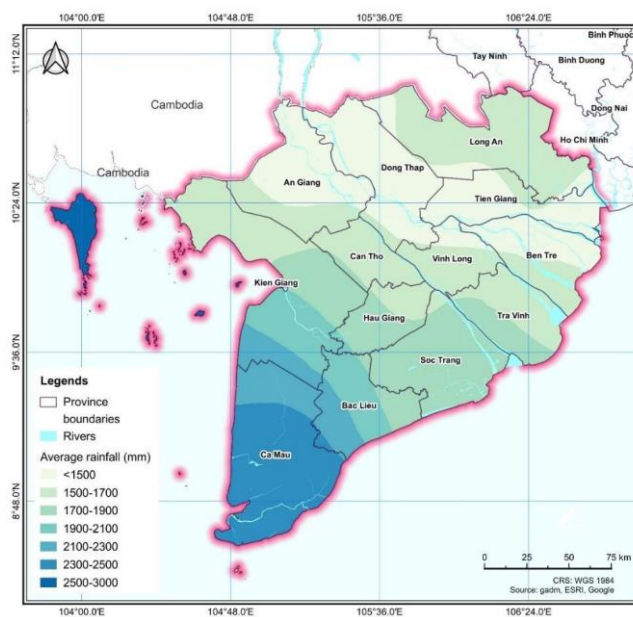 104°00.0'E 104°48.0'E 105°36.0'E 106°24.0'E
11°12.0'N
10°24.0'N
9°36.0'N
8°48.0'N
Binh Phuoc
Tay Ninh
Binh Duong
Dong Nai
Ho Chi Minh
Cambodia
Cambodia
Long An
Dong Thap
An Giang
Tien Giang
Can Tho
Vinh Long
Ben Tre
Kien Giang
Hau Giang
Tra Vinh
Soc Trang
Bac Lieu
Ca Mau
Legends
Province
boundaries
Rivers
Average rainfall (mm)
<1500
1500-1700
1700-1900
1900-2100
2100-2300
2300-2500
2500-3000
0 25 50 75 km
CRS: WGS 1984
Source: gadm, ESRI, Google
104°00.0'E 104°48.0'E 105°36.0'E 106°24.0'E